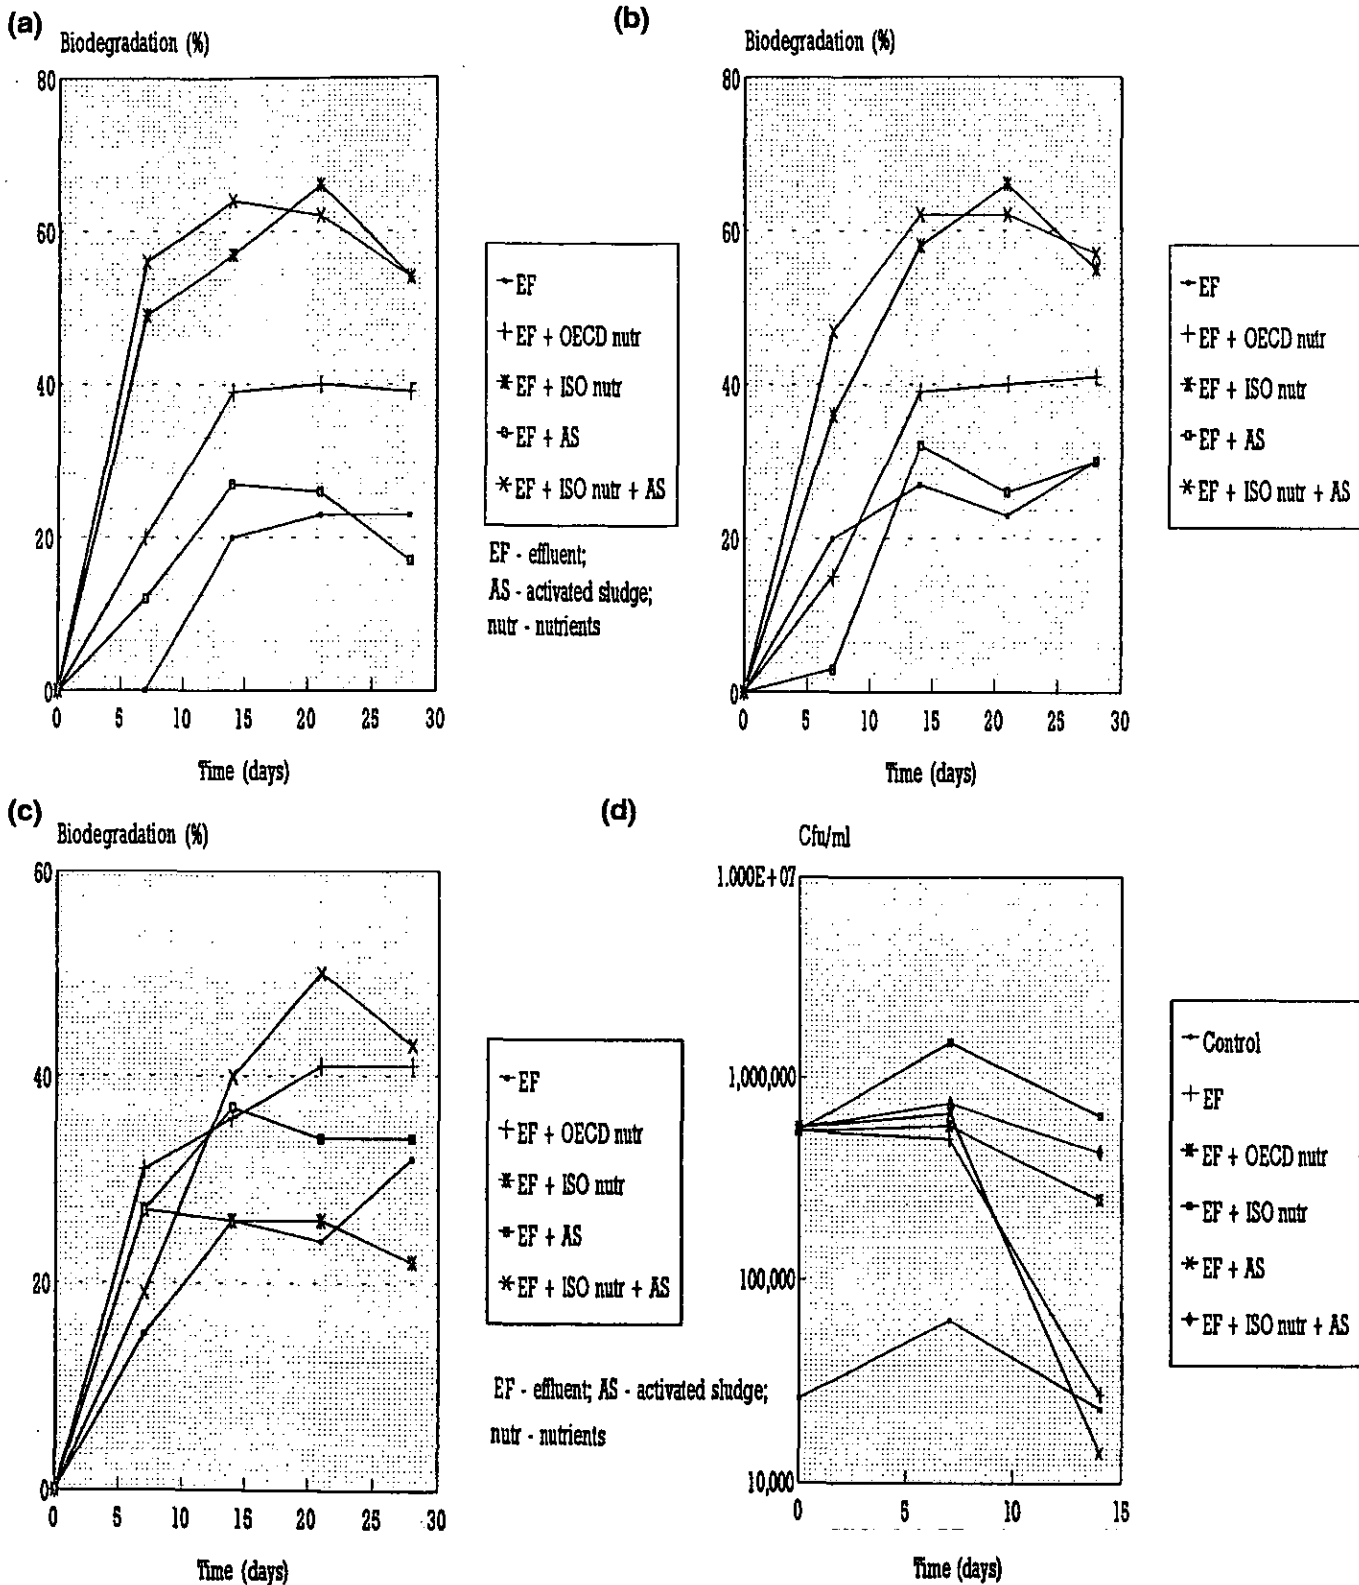 (a)
Biodegradation (%)
80
60
40
20
0
0 5 10 15 20 25 30
Time (days)
EF
EF + OECD nutr
EF + ISO nutr
EF + AS
EF + ISO nutr + AS
EF - effluent;
AS - activated sludge;
nutr - nutrients
(b)
Biodegradation (%)
80
60
40
20
0
0 5 10 15 20 25 30
Time (days)
EF
EF + OECD nutr
EF + ISO nutr
EF + AS
EF + ISO nutr + AS
(c)
Biodegradation (%)
60
40
20
0
0 5 10 15 20 25 30
Time (days)
EF
EF + OECD nutr
EF + ISO nutr
EF + AS
EF + ISO nutr + AS
EF - effluent; AS - activated sludge;
nutr - nutrients
(d)
Cfu/ml
1.000E+07
1,000,000
100,000
10,000
0 5 10 15
Time (days)
Control
EF
EF + OECD nutr
EF + ISO nutr
EF + AS
EF + ISO nutr + AS